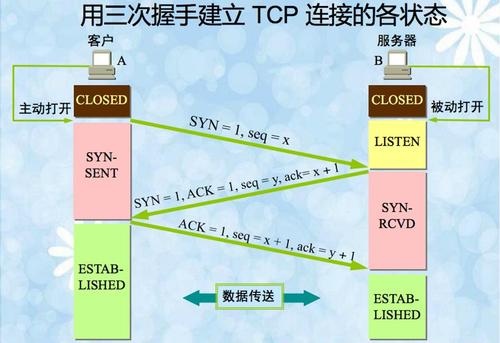 用三次握手建立 TCP 连接的各状态
客户
服务器
A
B
主动打开
CLOSED
CLOSED
被动打开
SYN = 1, seq = x
LISTEN
SYN-
SENT
SYN = 1, ACK = 1, seq = y, ack= x + 1
SYN-
RCVD
ACK = 1, seq = x + 1, ack = y + 1
ESTAB-
LISHED
数据传送
ESTAB-
LISHED